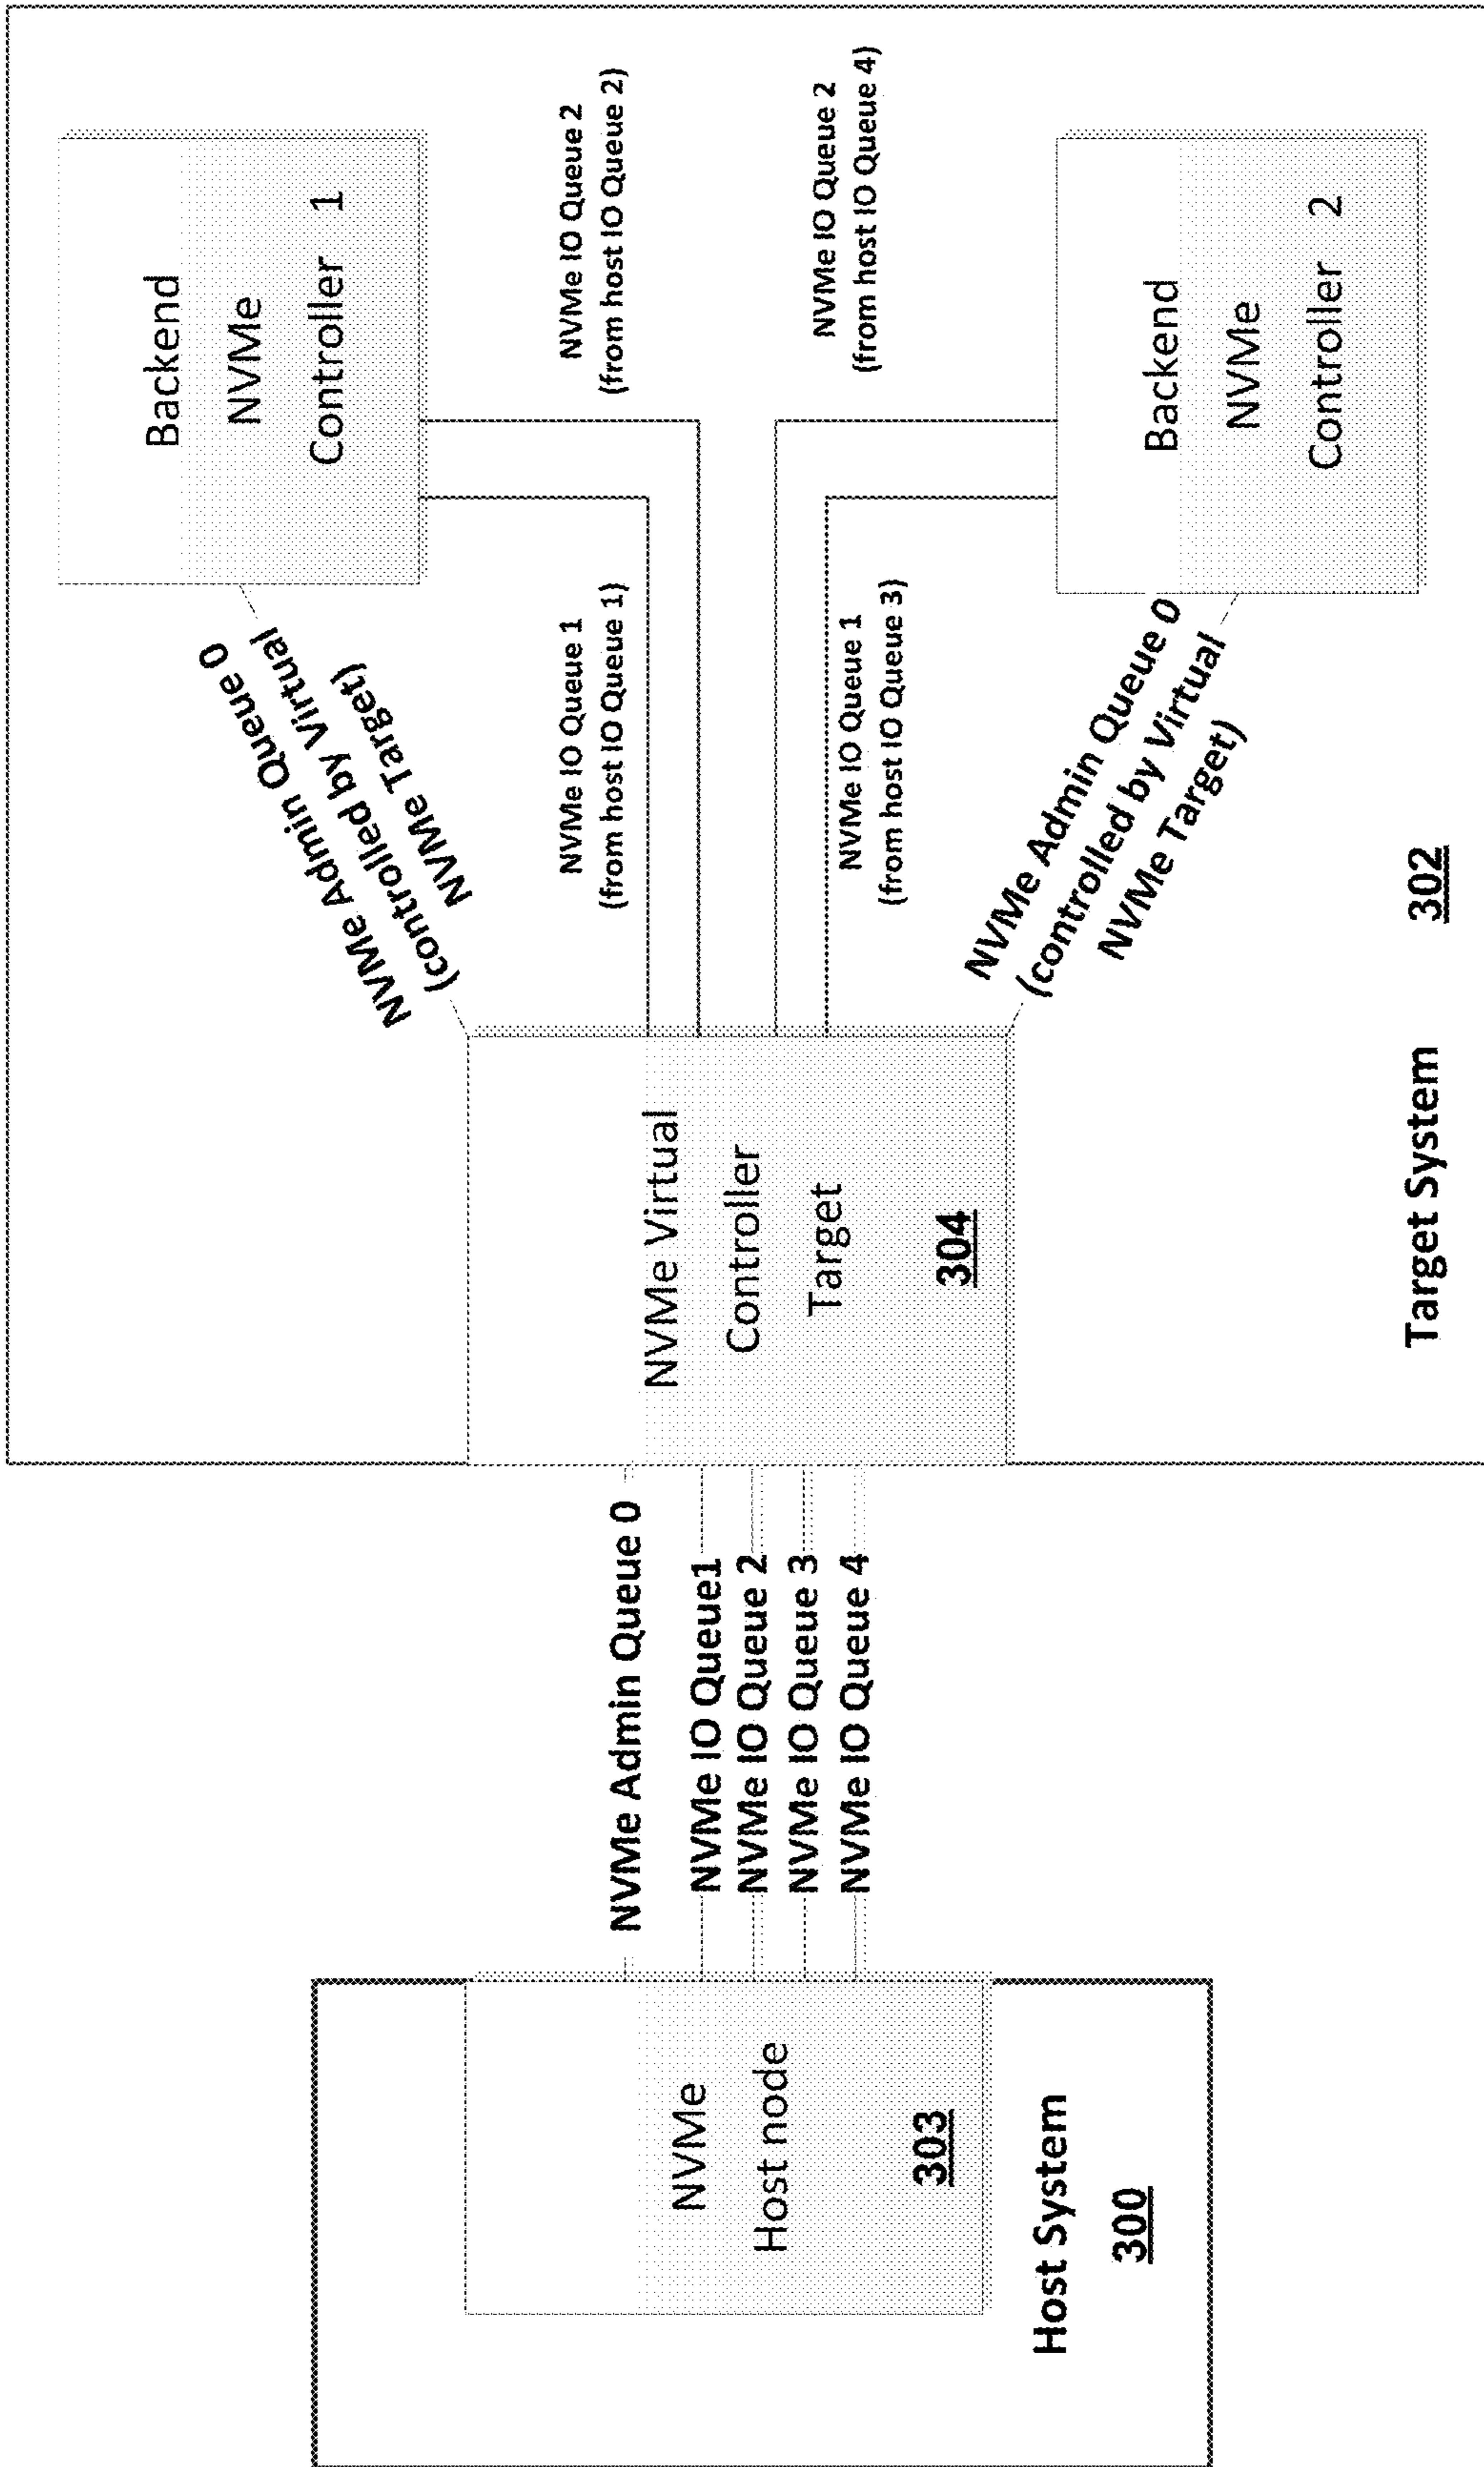 NVMe
Host node
303
Host System
300
NVMe Admin Queue 0
NVMe IO Queue1
NVMe IO Queue 2
NVMe IO Queue 3
NVMe IO Queue 4
NVMe Virtual
Controller
Target
304
NVMe Admin Queue 0
(controlled by Virtual
NVMe Target)
NVMe IO Queue 1
(from host IO Queue 1)
NVMe IO Queue 2
(from host IO Queue 2)
Backend
NVMe
Controller 1
NVMe IO Queue 1
(from host IO Queue 3)
NVMe IO Queue 2
(from host IO Queue 4)
NVMe Admin Queue 0
(controlled by Virtual
NVMe Target)
Backend
NVMe
Controller 2
Target System 302